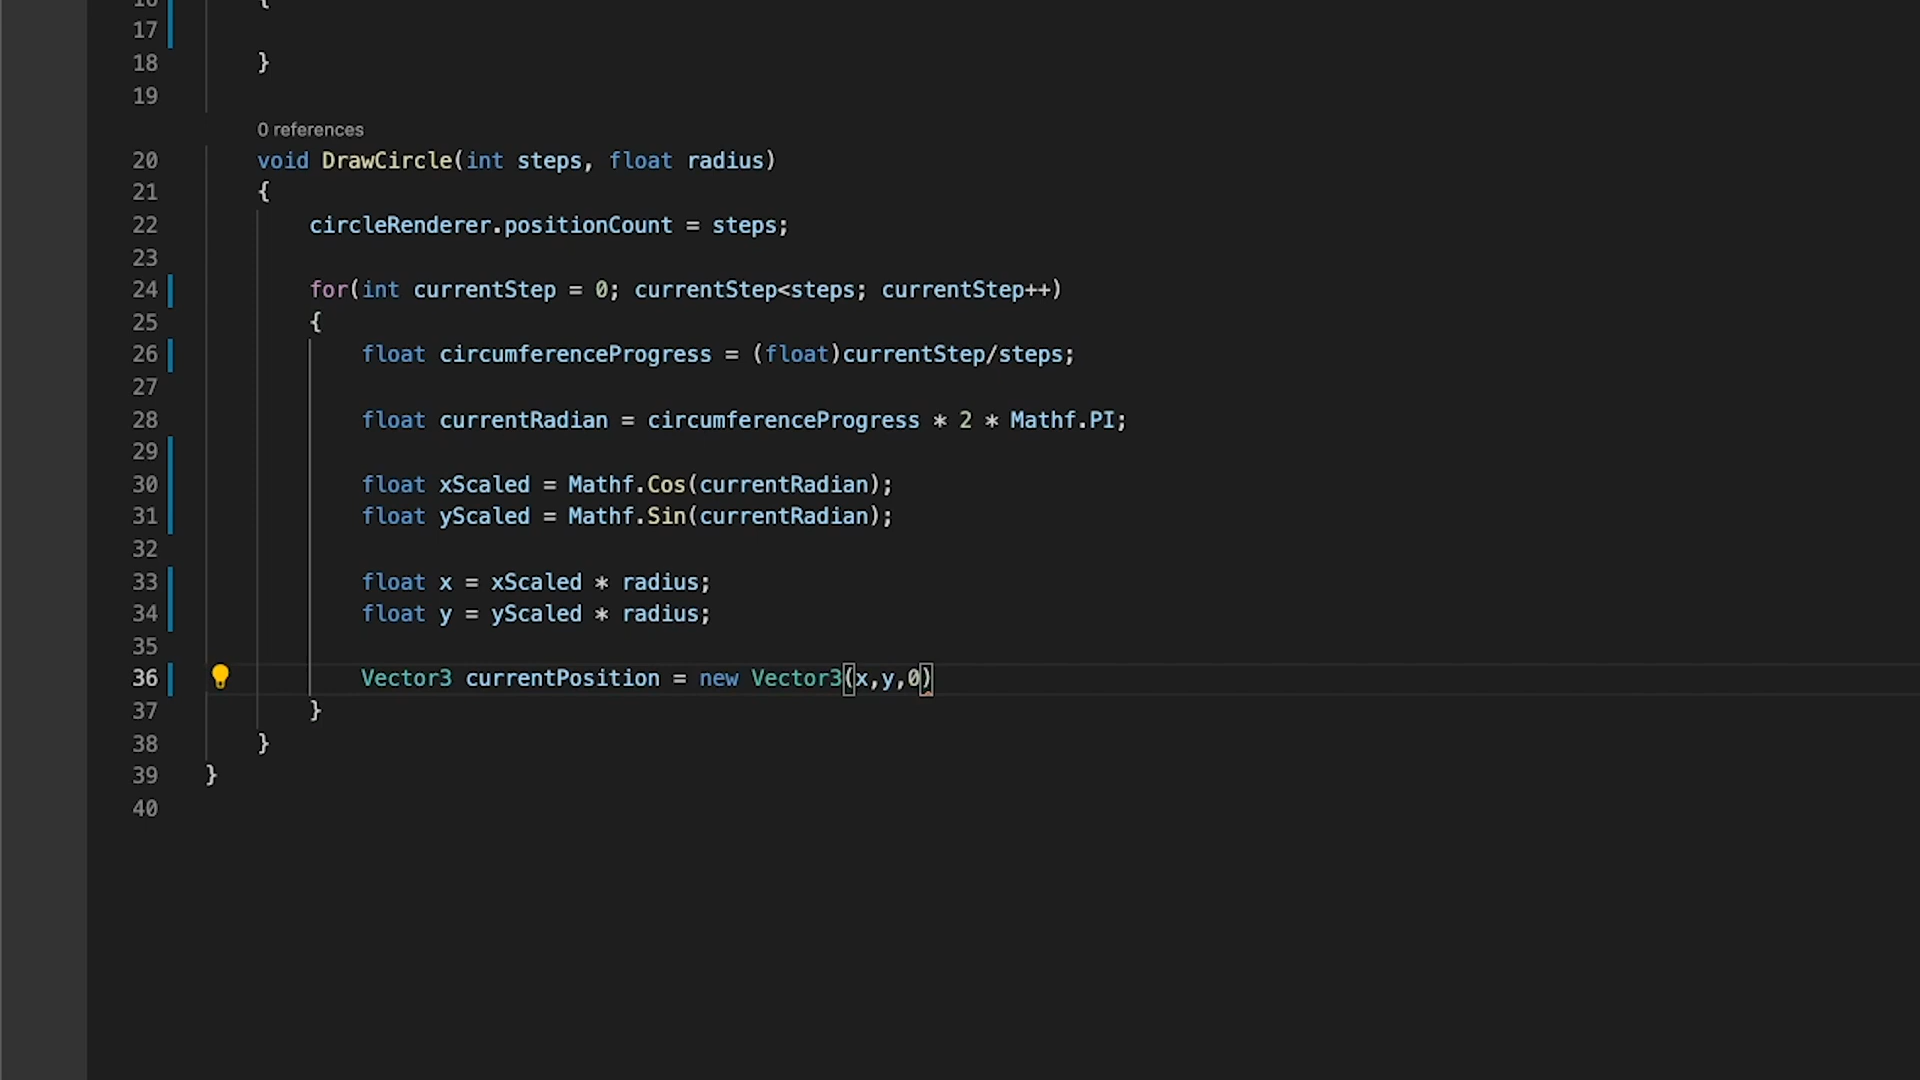 16 {
17
18 }
19
0 references
20 void DrawCircle(int steps, float radius)
21 {
22 circleRenderer.positionCount = steps;
23
24 for(int currentStep = 0; currentStep<steps; currentStep++)
25 {
26 float circumferenceProgress = (float)currentStep/steps;
27
28 float currentRadian = circumferenceProgress * 2 * Mathf.PI;
29
30 float xScaled = Mathf.Cos(currentRadian);
31 float yScaled = Mathf.Sin(currentRadian);
32
33 float x = xScaled * radius;
34 float y = yScaled * radius;
35
36 Vector3 currentPosition = new Vector3(x,y,0)
37 }
38 }
39 }
40